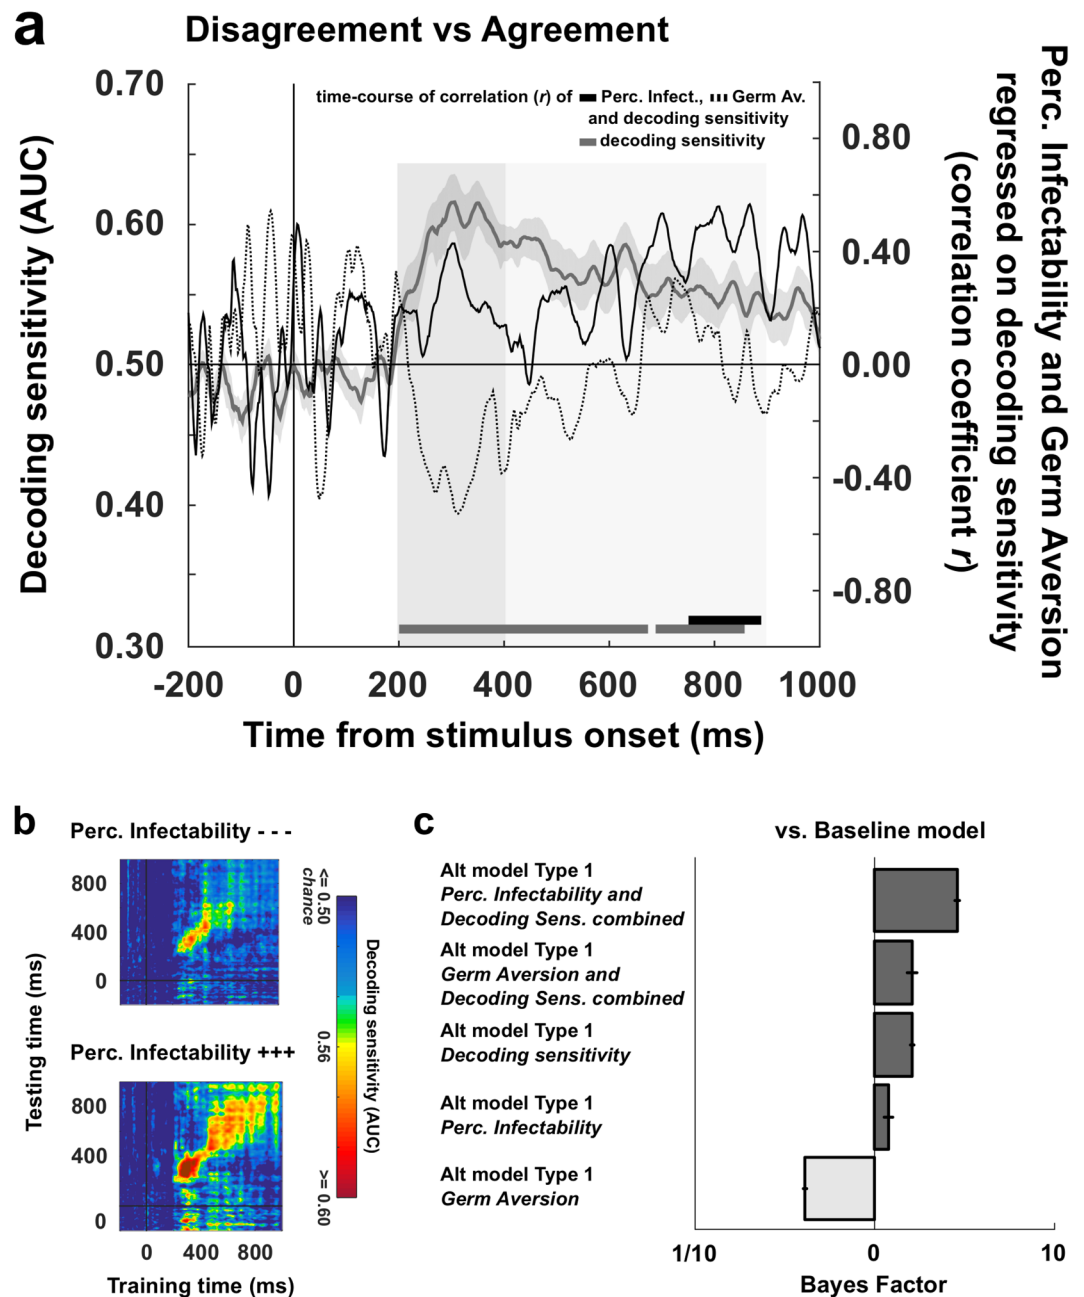 a
Disagreement vs Agreement
time-course of correlation (r) of Perc. Infect., Germ Av.
and decoding sensitivity
decoding sensitivity
Decoding sensitivity (AUC)
0.70
0.60
0.50
0.40
0.30
0.80
0.40
0.00
-0.40
-0.80
Perc. Infectability and Germ Aversion
regressed on decoding sensitivity
(correlation coefficient r)
-200 0 200 400 600 800 1000
Time from stimulus onset (ms)
b
Perc. Infectability - - -
800
400
0
Perc. Infectability +++
800
400
0
Testing time (ms)
0 400 800
Training time (ms)
<= 0.50
chance
0.56
>= 0.60
Decoding sensitivity (AUC)
c
vs. Baseline model
Alt model Type 1
Perc. Infectability and
Decoding Sens. combined
Alt model Type 1
Germ Aversion and
Decoding Sens. combined
Alt model Type 1
Decoding sensitivity
Alt model Type 1
Perc. Infectability
Alt model Type 1
Germ Aversion
1/10 0 10
Bayes Factor